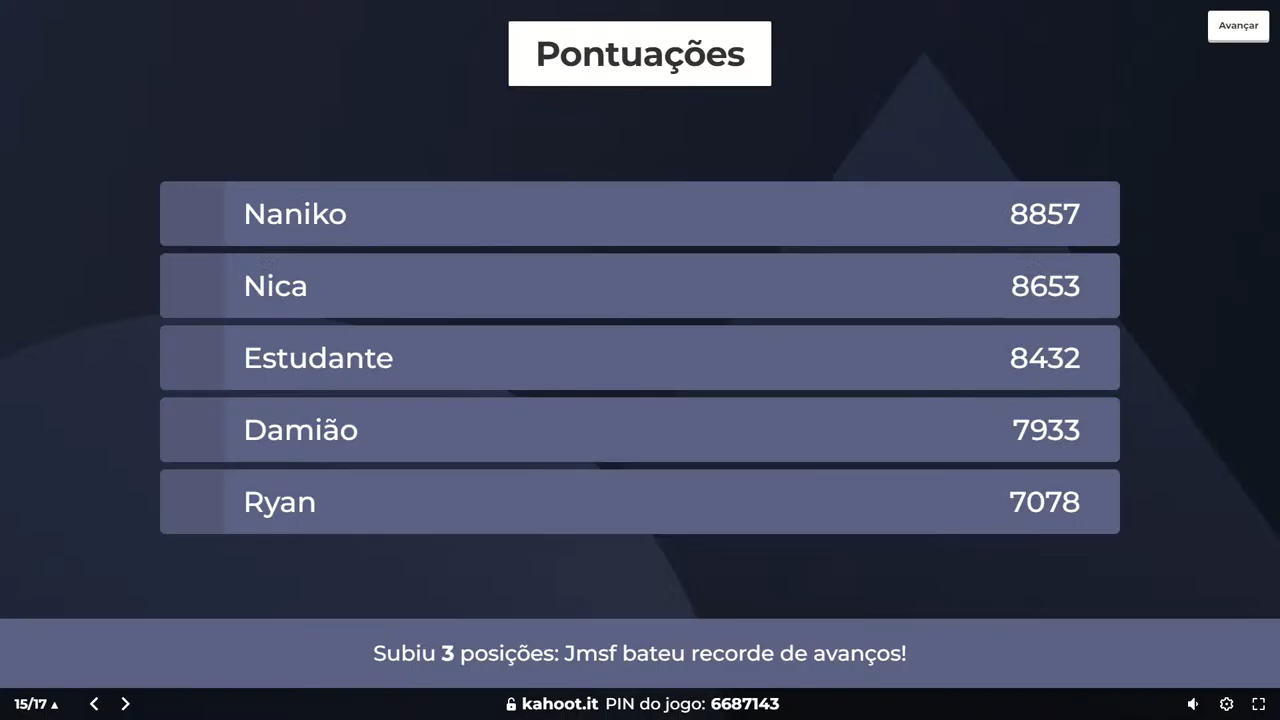 Avançar
Pontuações
Naniko 8857
Nica 8653
Estudante 8432
Damião 7933
Ryan 7078
Subiu 3 posições: Jmsf bateu recorde de avanços!
15/17 ▲ kahoot.it PIN do jogo: 6687143